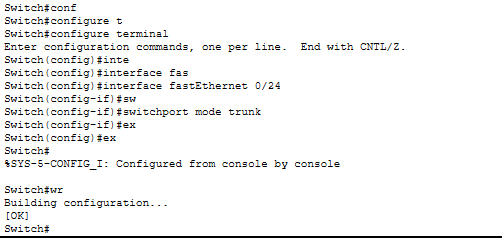 Switch#conf
Switch#configure t
Switch#configure terminal
Enter configuration commands, one per line.  End with CNTL/Z.
Switch(config)#inte
Switch(config)#interface fas
Switch(config)#interface fastEthernet 0/24
Switch(config-if)#sw
Switch(config-if)#switchport mode trunk
Switch(config-if)#ex
Switch(config)#ex
Switch#
%SYS-5-CONFIG_I: Configured from console by console
Switch#wr
Building configuration...
[OK]
Switch#